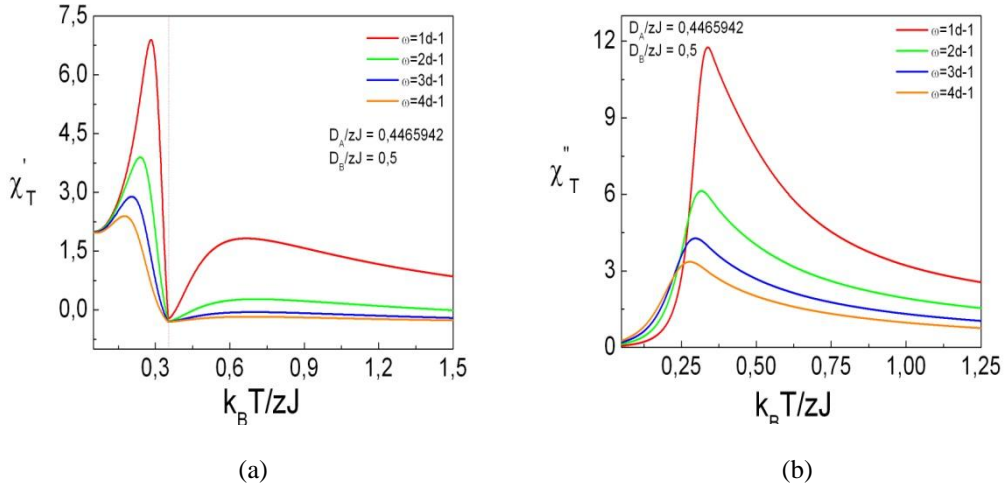 7,5
6,0
4,5
3,0
1,5
0,0
χ'T
ω=1d-1
ω=2d-1
ω=3d-1
ω=4d-1
DA/zJ = 0,4465942
DB/zJ = 0,5
0,3 0,6 0,9 1,2 1,5
kBT/zJ
(a)
12
9
6
3
0
χ"T
DA/zJ = 0,4465942
DB/zJ = 0,5
ω=1d-1
ω=2d-1
ω=3d-1
ω=4d-1
0,25 0,50 0,75 1,00 1,25
kBT/zJ
(b)